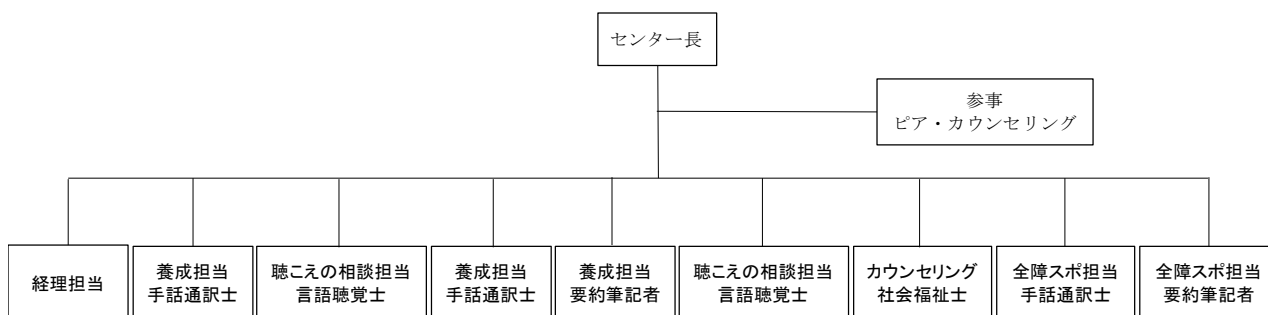 センター長
参事
ピア・カウンセリング
経理担当
養成担当
手話通訳士
聴こえの相談担当
言語聴覚士
養成担当
手話通訳士
養成担当
要約筆記者
聴こえの相談担当
言語聴覚士
カウンセリング
社会福祉士
全障スポ担当
手話通訳士
全障スポ担当
要約筆記者